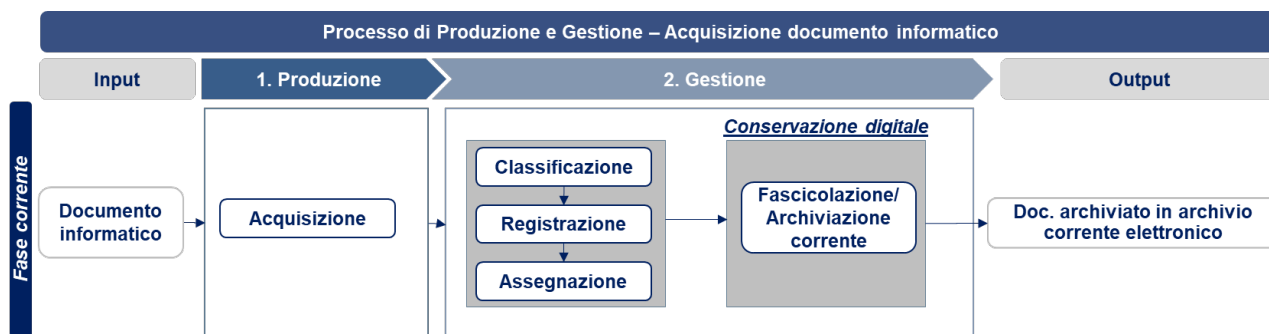 Processo di Produzione e Gestione – Acquisizione documento informatico
Input
1. Produzione
2. Gestione
Output
Fase corrente
Documento
informatico
Acquisizione
Classificazione
Registrazione
Assegnazione
Conservazione digitale
Fascicolazione/
Archiviazione
corrente
Doc. archiviato in archivio
corrente elettronico